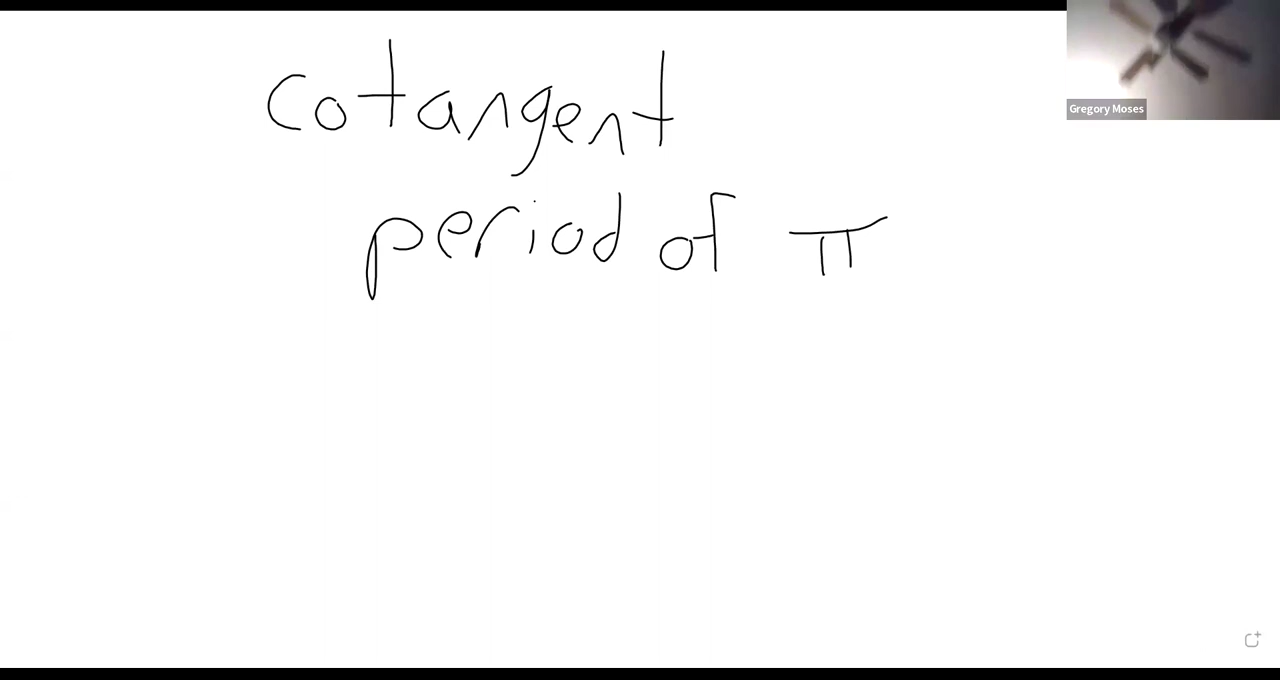 cotangent
period of π
Gregory Moses